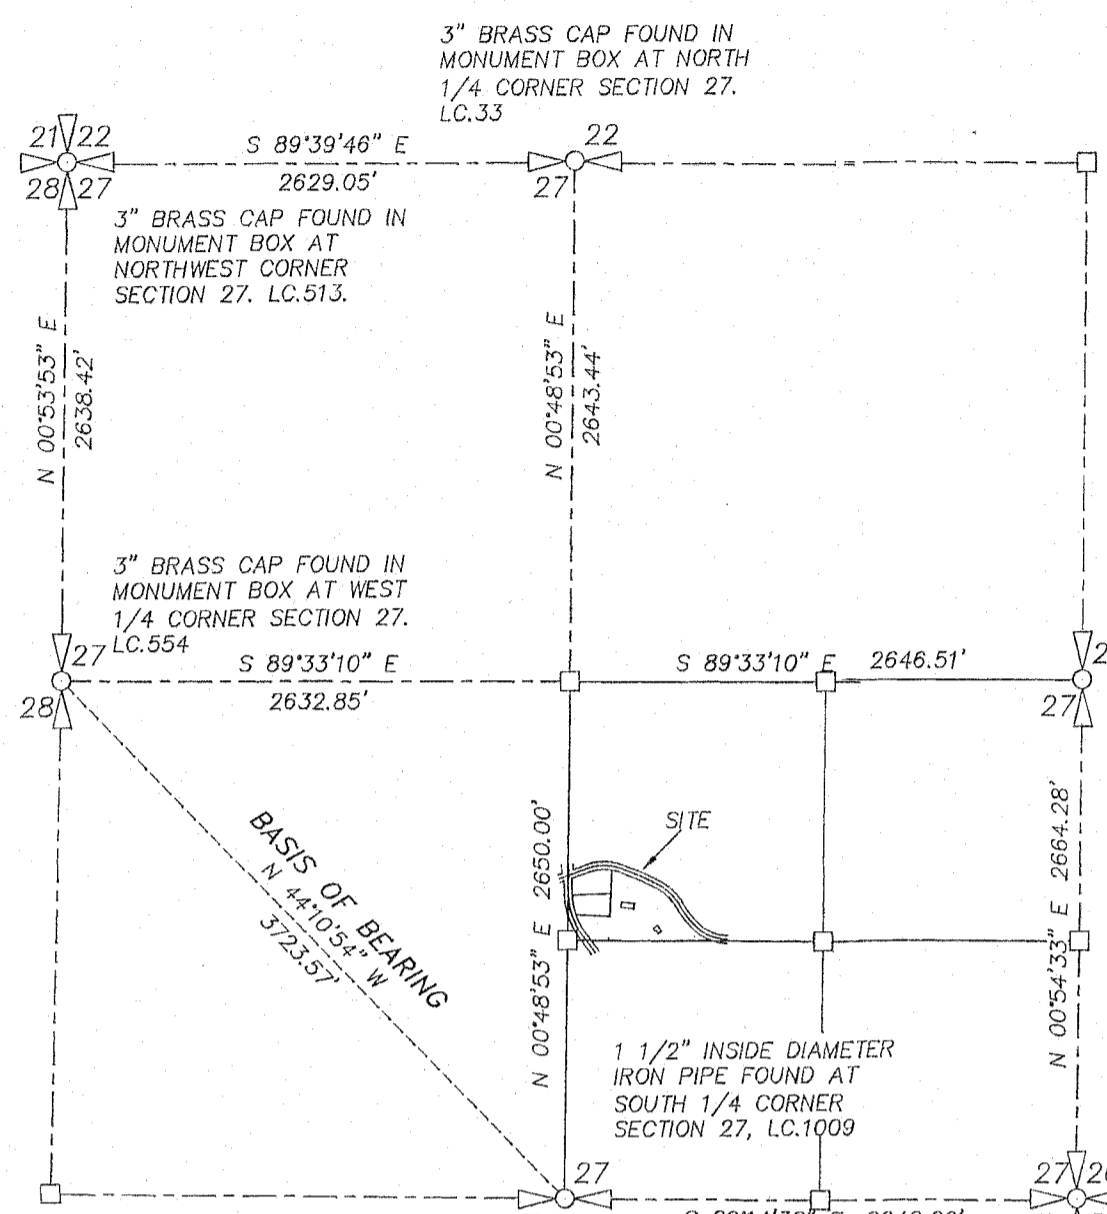 3" BRASS CAP FOUND IN
MONUMENT BOX AT NORTH
1/4 CORNER SECTION 27.
LC.33
21 22
28 27
S 89°39'46" E
2629.05'
22
27
3" BRASS CAP FOUND IN
MONUMENT BOX AT
NORTHWEST CORNER
SECTION 27. LC.513.
N 00°53'53" E
2638.42'
N 00°48'53" E
2643.44'
3" BRASS CAP FOUND IN
MONUMENT BOX AT WEST
1/4 CORNER SECTION 27.
LC.554
27
28
S 89°33'10" E
2632.85'
S 89°33'10" E 2646.51'
27
BASIS OF BEARING
N 44°10'54" W
3723.57'
SITE
N 00°48'53" E 2650.00'
N 00°54'33" E 2664.28'
1 1/2" INSIDE DIAMETER
IRON PIPE FOUND AT
SOUTH 1/4 CORNER
SECTION 27, LC.1009
27
27